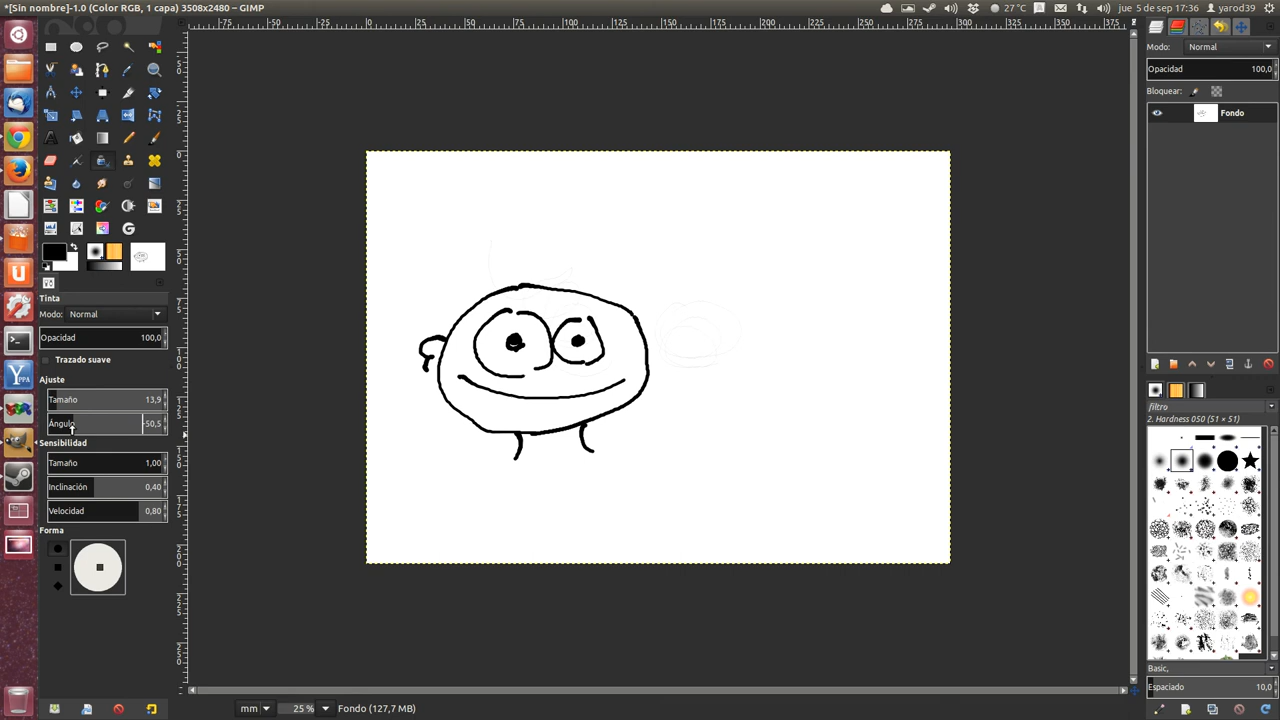 *[Sin nombre]-1.0 (Color RGB, 1 capa) 3508x2480 – GIMP
27 °C
A
jue 5 de sep 17:36
yarod39
Tinta
Modo:
Normal
Opacidad
100,0
Trazado suave
Ajuste
Tamaño
13,9
Ángulo
-50,5
Sensibilidad
Tamaño
1,00
Inclinación
0,40
Velocidad
0,80
Forma
mm
25 %
Fondo (127,7 MB)
Modo:
Normal
Opacidad
100,0
Bloquear:
Fondo
filtro
2. Hardness 050 (51 × 51)
Basic,
Espaciado
10,0